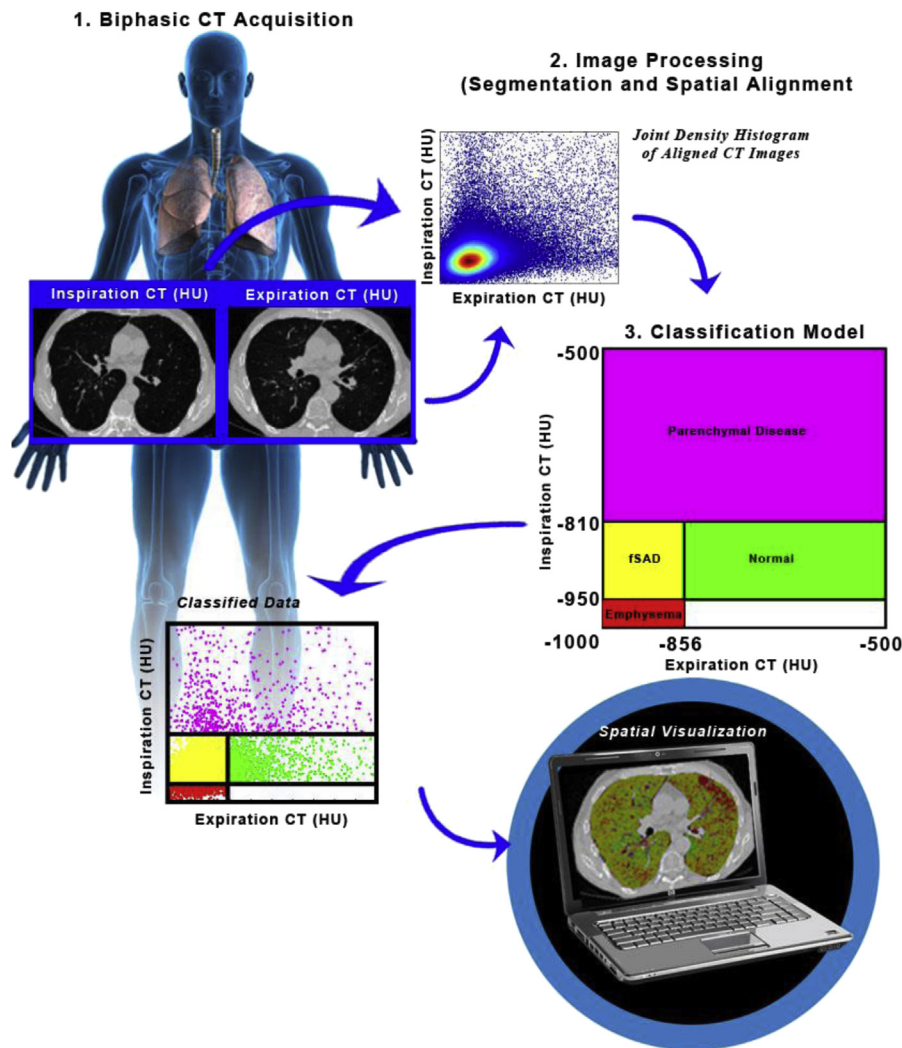 1. Biphasic CT Acquisition
2. Image Processing
(Segmentation and Spatial Alignment
Joint Density Histogram
of Aligned CT Images
Inspiration CT (HU)
Expiration CT (HU)
Inspiration CT (HU)
Expiration CT (HU)
3. Classification Model
-500
Parenchymal Disease
-810
fSAD
Normal
-950
Emphysema
-1000
-856
-500
Inspiration CT (HU)
Expiration CT (HU)
Classified Data
Inspiration CT (HU)
Expiration CT (HU)
Spatial Visualization